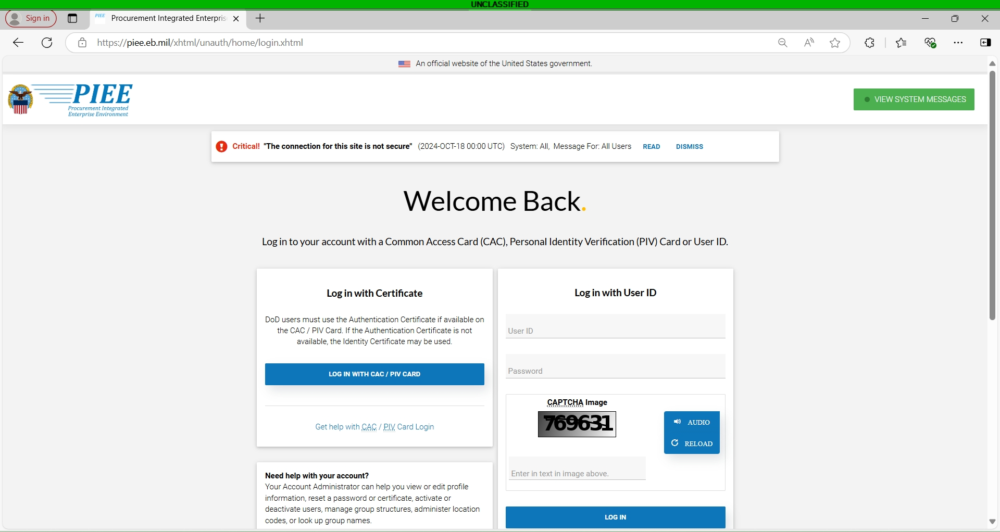 UNCLASSIFIED
Sign in
PIEE
Procurement Integrated Enterpris
https://piee.eb.mil/xhtml/unauth/home/login.xhtml
An official website of the United States government.
PIEE
Procurement Integrated
Enterprise Environment
VIEW SYSTEM MESSAGES
Critical! "The connection for this site is not secure" (2024-OCT-18 00:00 UTC) System: All, Message For: All Users READ DISMISS
Welcome Back.
Log in to your account with a Common Access Card (CAC), Personal Identity Verification (PIV) Card or User ID.
Log in with Certificate
DoD users must use the Authentication Certificate if available on
the CAC / PIV Card. If the Authentication Certificate is not
available, the Identity Certificate may be used.
LOG IN WITH CAC / PIV CARD
Get help with CAC / PIV Card Login
Need help with your account?
Your Account Administrator can help you view or edit profile
information, reset a password or certificate, activate or
deactivate users, manage group structures, administer location
codes, or look up group names.
Log in with User ID
User ID
Password
CAPTCHA Image
769631
AUDIO
RELOAD
Enter in text in image above.
LOG IN